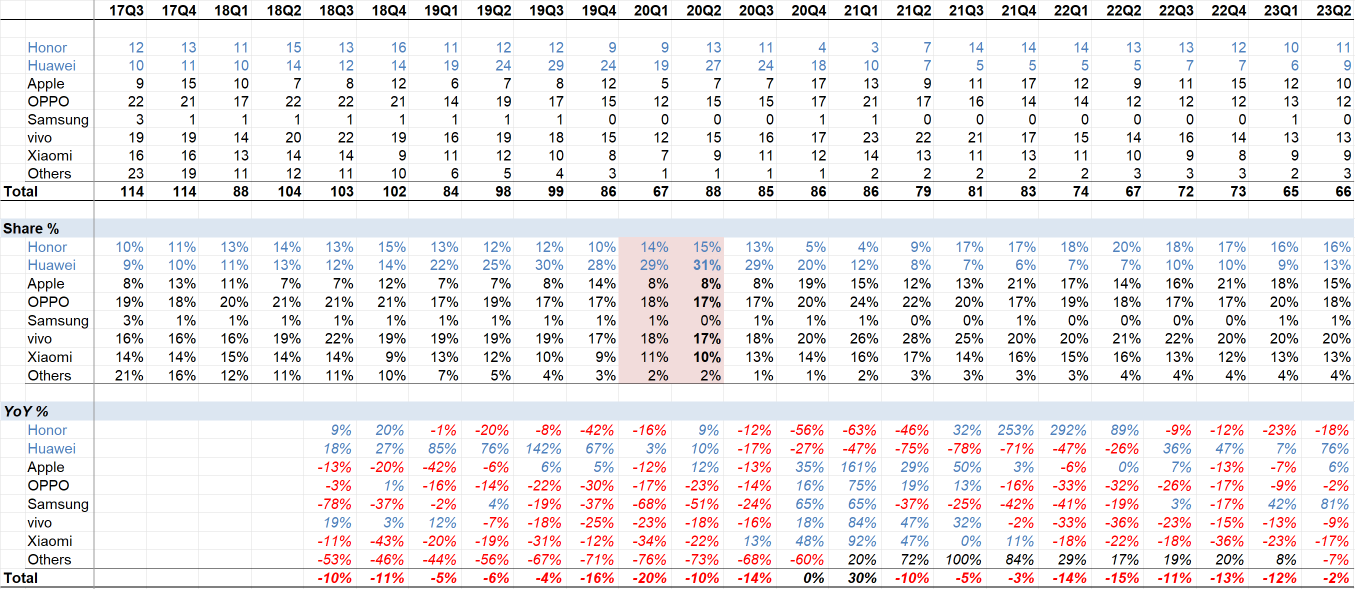 17Q3 17Q4 18Q1 18Q2 18Q3 18Q4 19Q1 19Q2 19Q3 19Q4 20Q1 20Q2 20Q3 20Q4 21Q1 21Q2 21Q3 21Q4 22Q1 22Q2 22Q3 22Q4 23Q1 23Q2
Honor 12 13 11 15 13 16 11 12 12 9 9 13 11 4 3 7 14 14 14 13 13 12 10 11
Huawei 10 11 10 14 12 14 19 24 29 24 19 27 24 18 10 7 5 5 5 5 7 7 6 9
Apple 9 15 10 7 8 12 6 7 8 12 5 7 7 17 13 9 11 17 12 9 11 15 12 10
OPPO 22 21 17 22 22 21 14 19 17 15 12 15 15 17 21 17 16 14 14 12 12 12 13 12
Samsung 3 1 1 1 1 1 1 1 1 0 0 0 0 1 1 0 0 0 0 0 0 0 1 0
vivo 19 19 14 20 22 19 16 19 18 15 12 15 16 17 23 22 21 17 15 14 16 14 13 13
Xiaomi 16 16 13 14 14 9 11 12 10 8 7 9 11 12 14 13 11 13 11 10 9 8 9 9
Others 23 19 11 12 11 10 6 5 4 3 1 1 1 1 2 2 2 2 2 3 3 3 2 3
Total 114 114 88 104 103 102 84 98 99 86 67 88 85 86 86 79 81 83 74 67 72 73 65 66
Share %
Honor 10% 11% 13% 14% 13% 15% 13% 12% 12% 10% 14% 15% 13% 5% 4% 9% 17% 17% 18% 20% 18% 17% 16% 16%
Huawei 9% 10% 11% 13% 12% 14% 22% 25% 30% 28% 29% 31% 29% 20% 12% 8% 7% 6% 7% 7% 10% 10% 9% 13%
Apple 8% 13% 11% 7% 7% 12% 7% 7% 8% 14% 8% 8% 8% 19% 15% 12% 13% 21% 17% 14% 16% 21% 18% 15%
OPPO 19% 18% 20% 21% 21% 21% 17% 19% 17% 17% 18% 17% 17% 20% 24% 22% 20% 17% 19% 18% 17% 17% 20% 18%
Samsung 3% 1% 1% 1% 1% 1% 1% 1% 1% 1% 1% 0% 1% 1% 1% 0% 0% 1% 0% 0% 0% 0% 1% 1%
vivo 16% 16% 16% 19% 22% 19% 19% 19% 19% 17% 18% 17% 18% 20% 26% 28% 25% 20% 20% 21% 22% 20% 20% 20%
Xiaomi 14% 14% 15% 14% 14% 9% 13% 12% 10% 9% 11% 10% 13% 14% 16% 17% 14% 16% 15% 16% 13% 12% 13% 13%
Others 21% 16% 12% 11% 11% 10% 7% 5% 4% 3% 2% 2% 1% 1% 2% 3% 3% 3% 3% 4% 4% 4% 4% 4%
YoY %
Honor 9% 20% -1% -20% -8% -42% -16% 9% -12% -56% -63% -46% 32% 253% 292% 89% -9% -12% -23% -18%
Huawei 18% 27% 85% 76% 142% 67% 3% 10% -17% -27% -47% -75% -78% -71% -47% -26% 36% 47% 7% 76%
Apple -13% -20% -42% -6% 6% 5% -12% 12% -13% 35% 161% 29% 50% 3% -6% 0% 7% -13% -7% 6%
OPPO -3% 1% -16% -14% -22% -30% -17% -23% -14% 16% 75% 19% 13% -16% -33% -32% -26% -17% -9% -2%
Samsung -78% -37% -2% 4% -19% -37% -68% -51% -24% 65% 65% -37% -25% -42% -41% -19% 3% -17% 42% 81%
vivo 19% 3% 12% -7% -18% -25% -23% -18% -16% 18% 84% 47% 32% -2% -33% -36% -23% -15% -13% -9%
Xiaomi -11% -43% -20% -19% -31% -12% -34% -22% 13% 48% 92% 47% 0% 11% -18% -22% -18% -36% -23% -17%
Others -53% -46% -44% -56% -67% -71% -76% -73% -68% -60% 20% 72% 100% 84% 29% 17% 19% 20% 8% -7%
Total -10% -11% -5% -6% -4% -16% -20% -10% -14% 0% 30% -10% -5% -3% -14% -15% -11% -13% -12% -2%